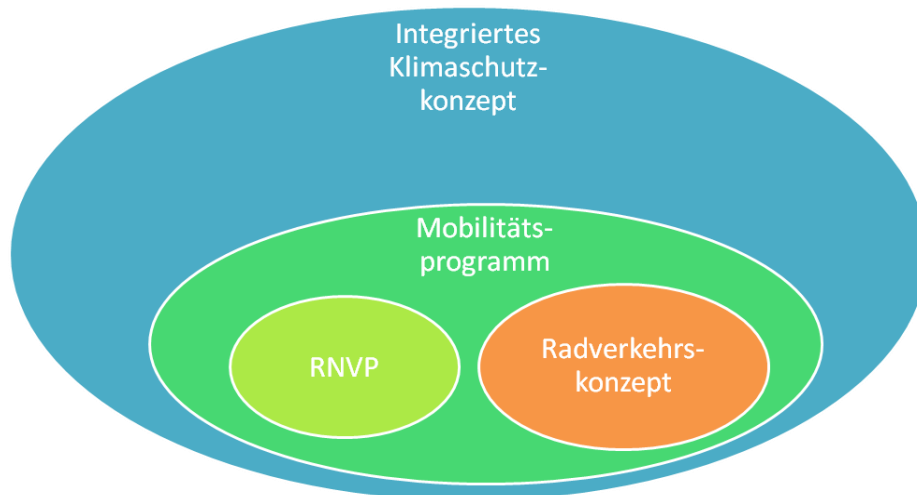 Integriertes
Klimaschutz-
konzept
Mobilitäts-
programm
RNVP
Radverkehrs-
konzept